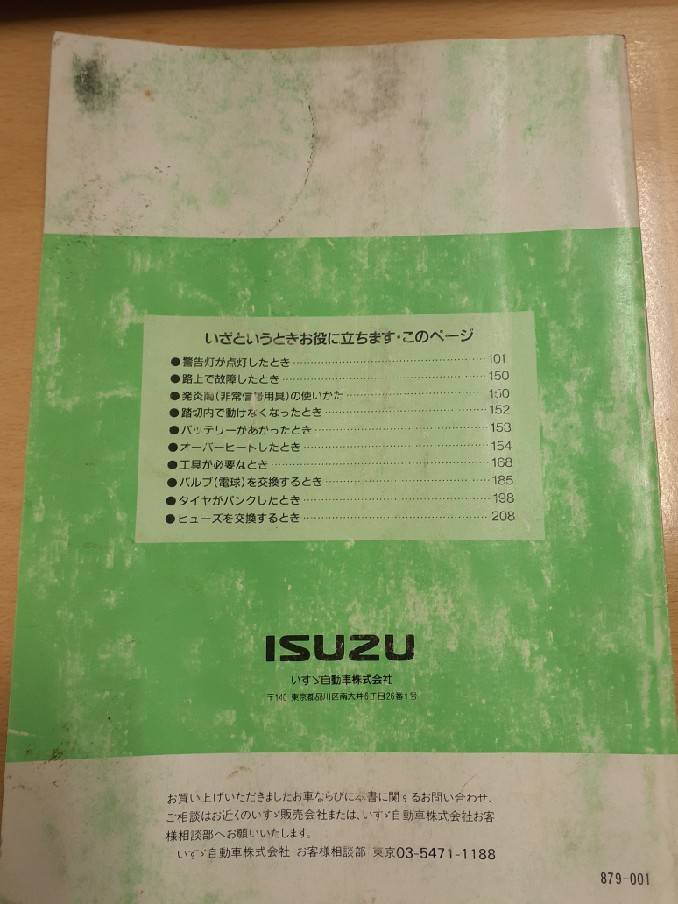 いざというときお役に立ちます・このページ
●警告灯が点灯したとき 101
●路上で故障したとき 150
●発炎筒(非常信号用具)の使いかた 150
●踏切内で動けなくなったとき 152
●バッテリーがあがったとき 153
●オーバーヒートしたとき 154
●工具が必要なとき 168
●バルブ(電球)を交換するとき 185
●タイヤがパンクしたとき 198
●ヒューズを交換するとき 208
ISUZU
いすゞ自動車株式会社
〒140 東京都品川区南大井6丁目26番1号
お買い上げいただきましたお車ならびに本書に関するお問い合わせ、
ご相談はお近くのいすゞ販売会社または、いすゞ自動車株式会社お客
様相談部へお願いいたします。
いすゞ自動車株式会社 お客様相談部 東京03-5471-1188
879-001